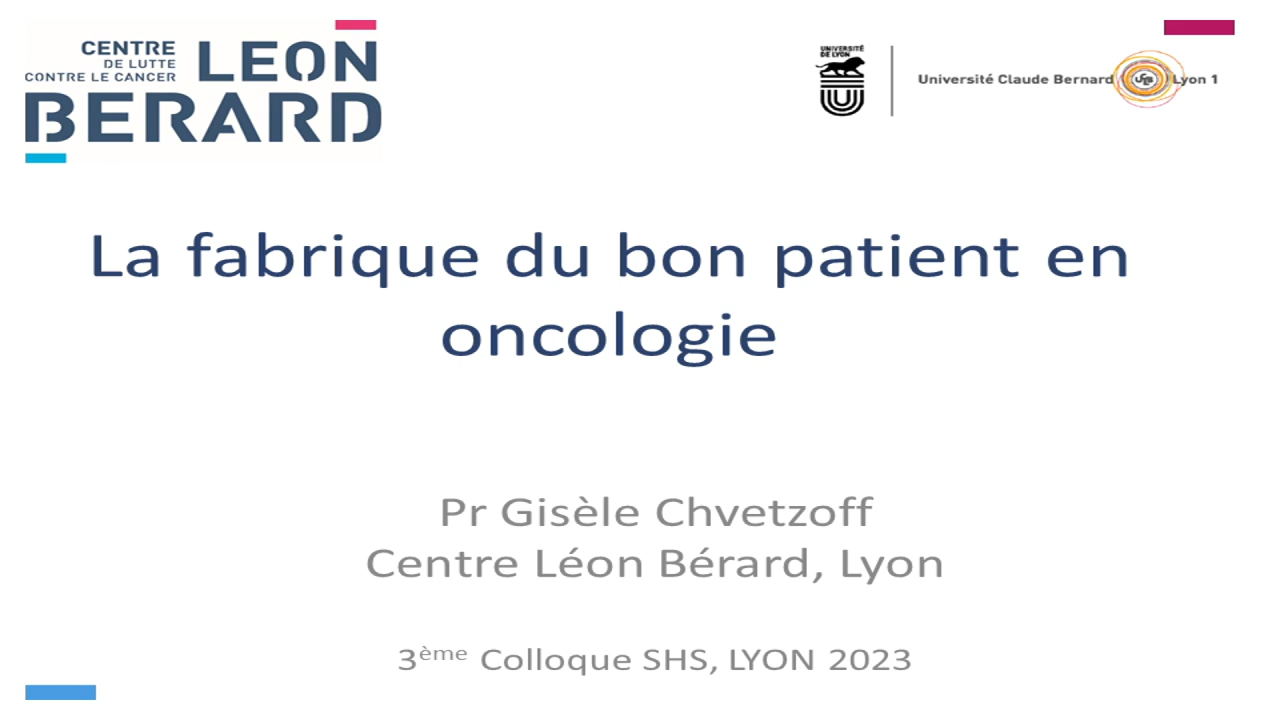 CENTRE
DE LUTTE
CONTRE LE CANCER
LEON
BERARD
UNIVERSITÉ
DE LYON
Université Claude Bernard Lyon 1
La fabrique du bon patient en
oncologie
Pr Gisèle Chvetzoff
Centre Léon Bérard, Lyon
3ème Colloque SHS, LYON 2023